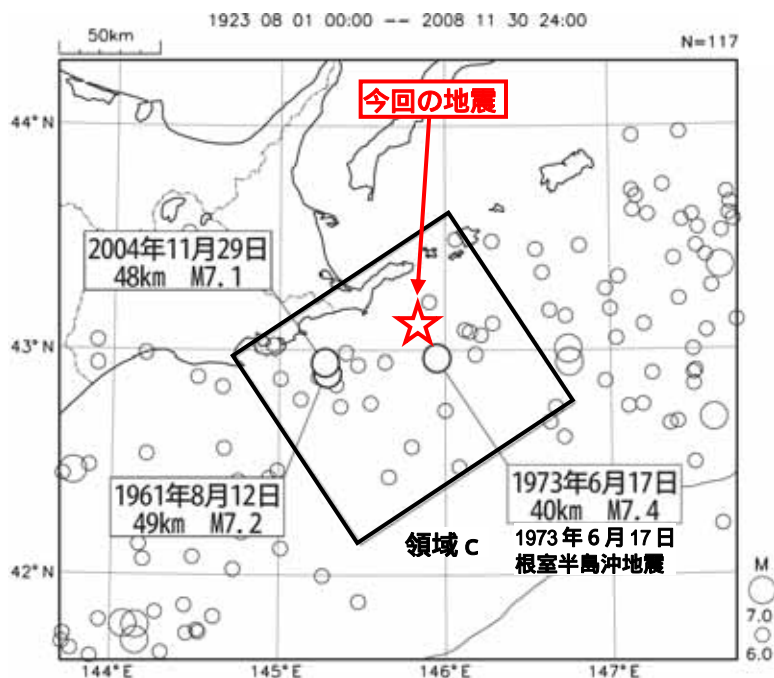 1923 08 01 00:00 -- 2008 11 30 24:00
50km
N=117
今回の地震
44°N
2004年11月29日
48km M7.1
43°N
1961年8月12日
49km M7.2
1973年6月17日
40km M7.4
領域 c
1973年6月17日
根室半島沖地震
42°N
M
7.0
6.0
144°E
145°E
146°E
147°E